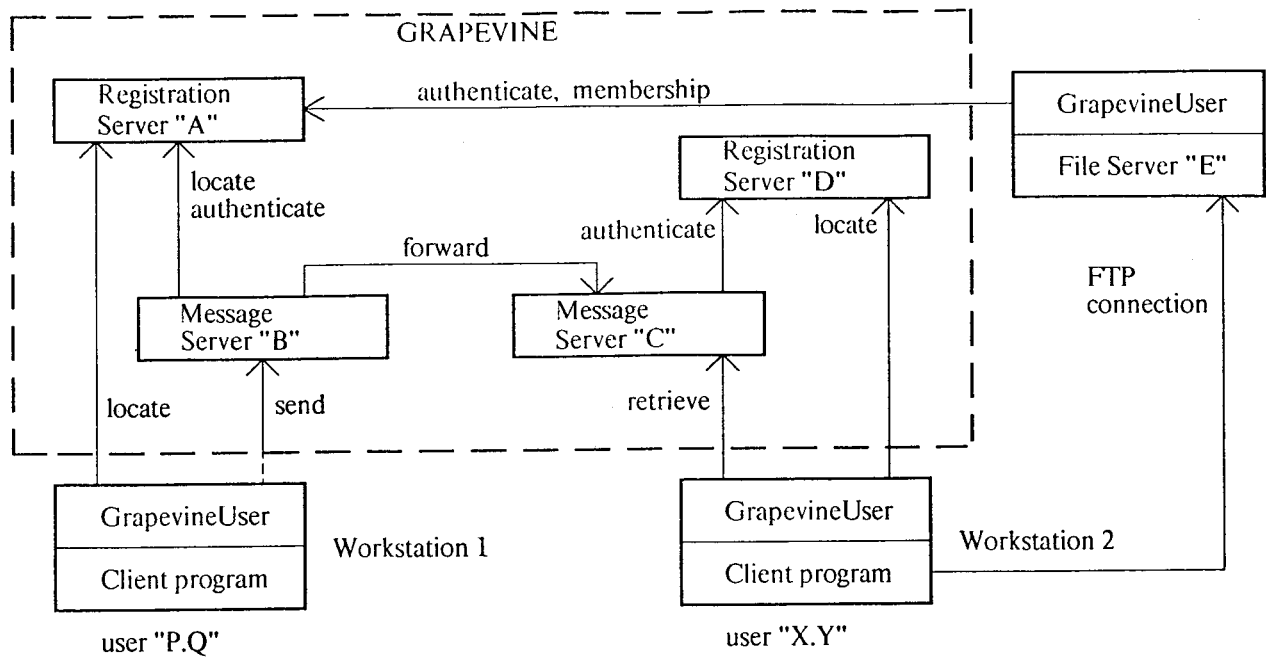 GRAPEVINE
Registration
Server "A"
authenticate, membership
GrapevineUser
File Server "E"
Registration
Server "D"
locate
authenticate
forward
authenticate
locate
FTP
connection
Message
Server "B"
Message
Server "C"
locate
send
retrieve
GrapevineUser
Client program
Workstation 1
GrapevineUser
Client program
Workstation 2
user "P.Q"
user "X.Y"